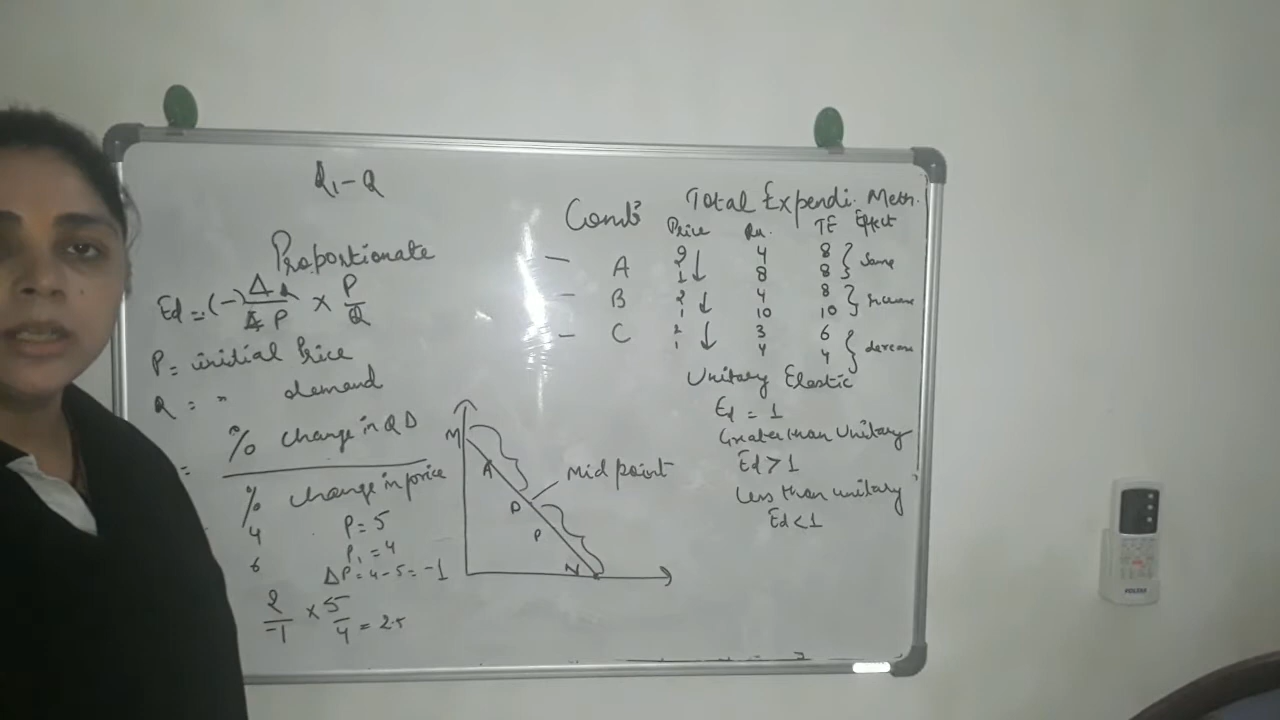 Q₁-Q
Proportionate
Ed = (-) ΔQ/ΔP × P/Q
P = initial Price
Q = " demand
= % change in QD
% change in price
4 P = 5
6 P₁ = 4
ΔP = 4 - 5 = -1
2/-1 × 5/4 = 2.5
M
A
Mid point
D
P
N
Total Expendi. Meth.
Comb
Price Qu. TE Effect
- A 2 ↓ 4 8 } Same
1 8 8
- B 2 ↓ 4 8 } increase
1 10 10
- C 2 ↓ 3 6 } decrease
1 4 4
Unitary Elastic
Ed = 1
Greater than Unitary
Ed > 1
less than unitary
Ed < 1